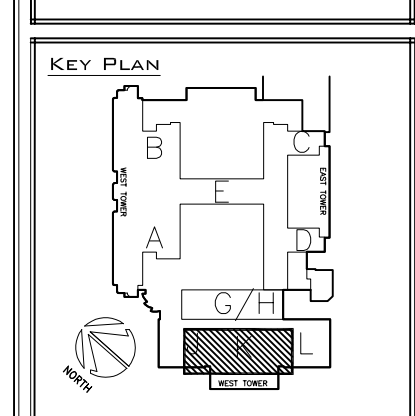 KEY PLAN
B
C
WEST TOWER
EAST TOWER
E
A
D
G/H
J K L
NORTH
WEST TOWER